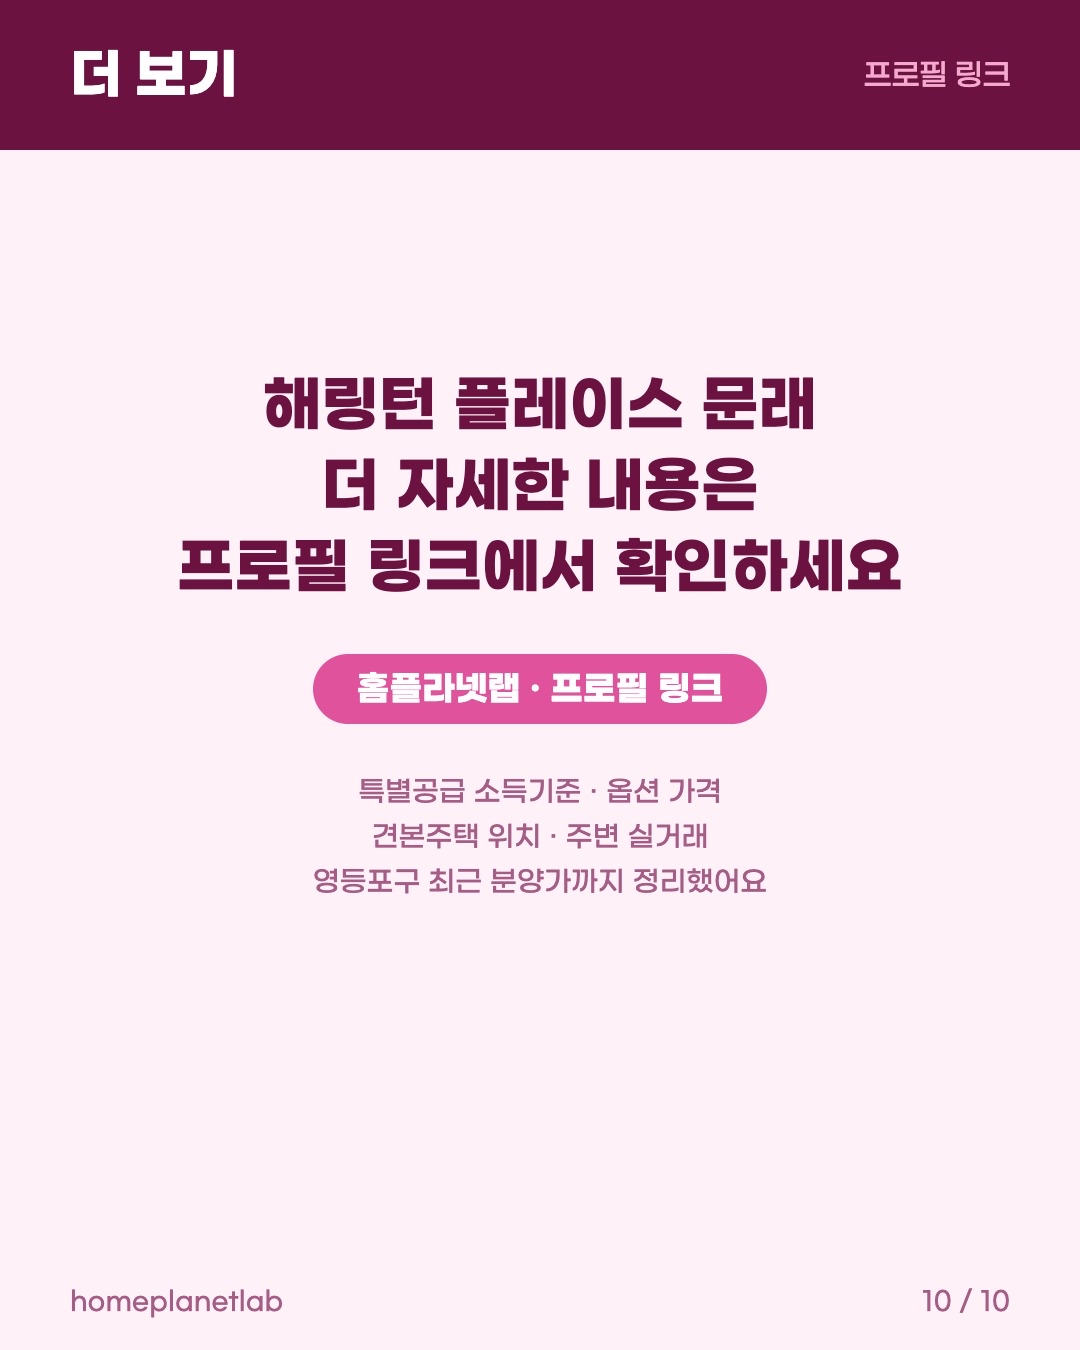 더 보기
프로필 링크
해링턴 플레이스 문래
더 자세한 내용은
프로필 링크에서 확인하세요
홈플라넷랩 · 프로필 링크
특별공급 소득기준 · 옵션 가격
견본주택 위치 · 주변 실거래
영등포구 최근 분양가까지 정리했어요
homeplanetlab
10 / 10